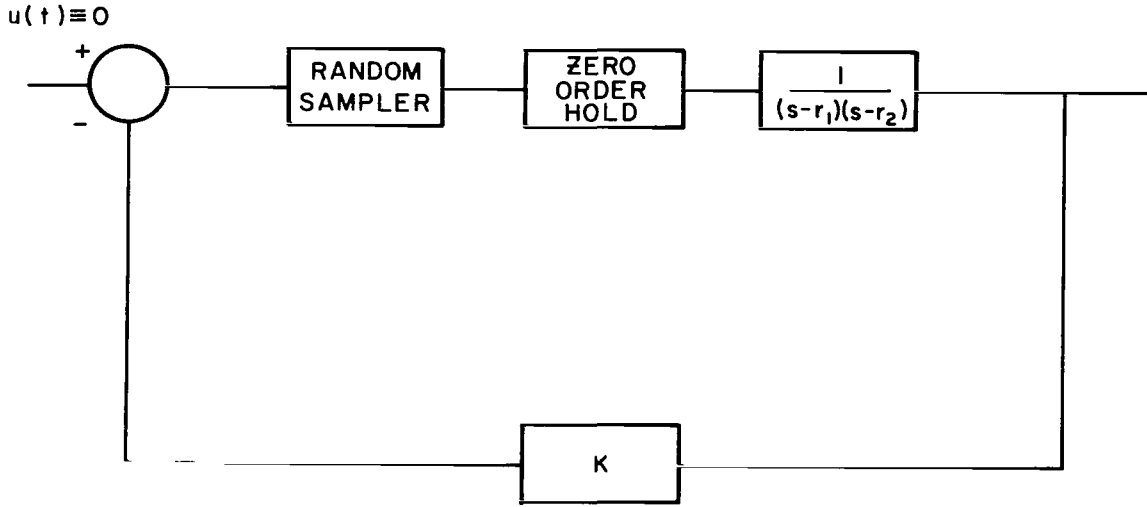 u(t)≡0
+
-
RANDOM
SAMPLER
ZERO
ORDER
HOLD
1
(s-r₁)(s-r₂)
K